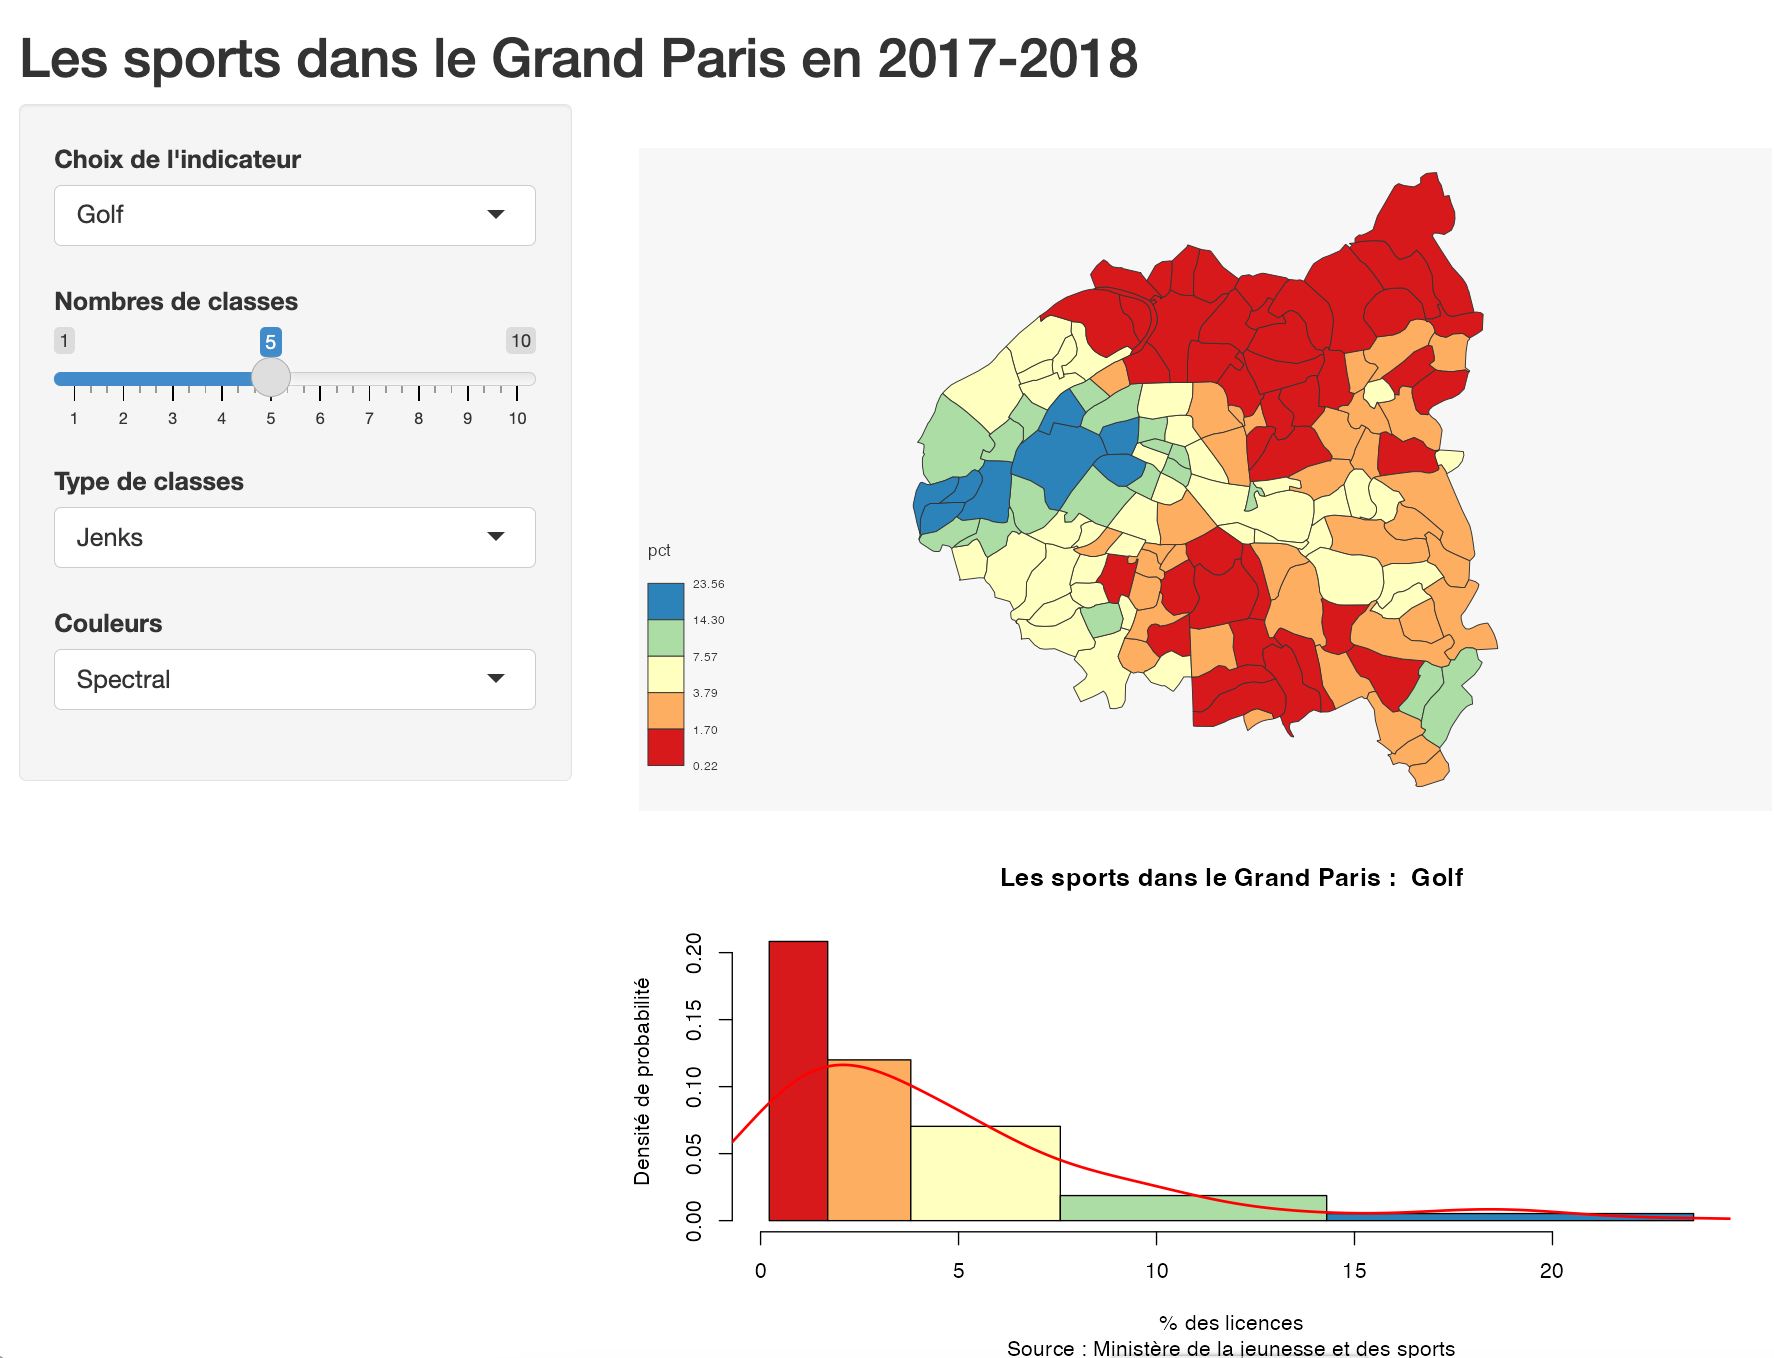 Les sports dans le Grand Paris en 2017-2018
Choix de l'indicateur
Golf
Nombres de classes
1 5 10
1 2 3 4 5 6 7 8 9 10
Type de classes
Jenks
Couleurs
Spectral
pct
23.56
14.30
7.57
3.79
1.70
0.22
Les sports dans le Grand Paris : Golf
Densité de probabilité
0.20
0.15
0.10
0.05
0.00
0 5 10 15 20
% des licences
Source : Ministère de la jeunesse et des sports